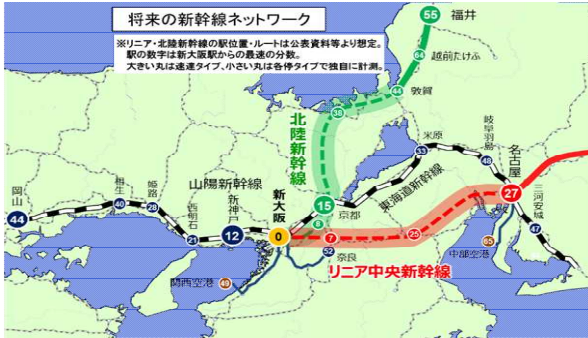 将来の新幹線ネットワーク
※リニア・北陸新幹線の駅位置・ルートは公表資料等より想定。
駅の数字は新大阪駅からの最速の分数。
大きい丸は速達タイプ、小さい丸は各停タイプで独自に計測。
55
福井
64
越前たけふ
44
敦賀
38
北陸新幹線
米原
33
岐阜羽島
48
名古屋
27
東海道新幹線
三河安城
47
15
京都
8
山陽新幹線
新大阪
0
新神戸
12
西明石
21
姫路
28
相生
40
岡山
44
7
25
奈良
52
リニア中央新幹線
関西空港
49
中部空港
65